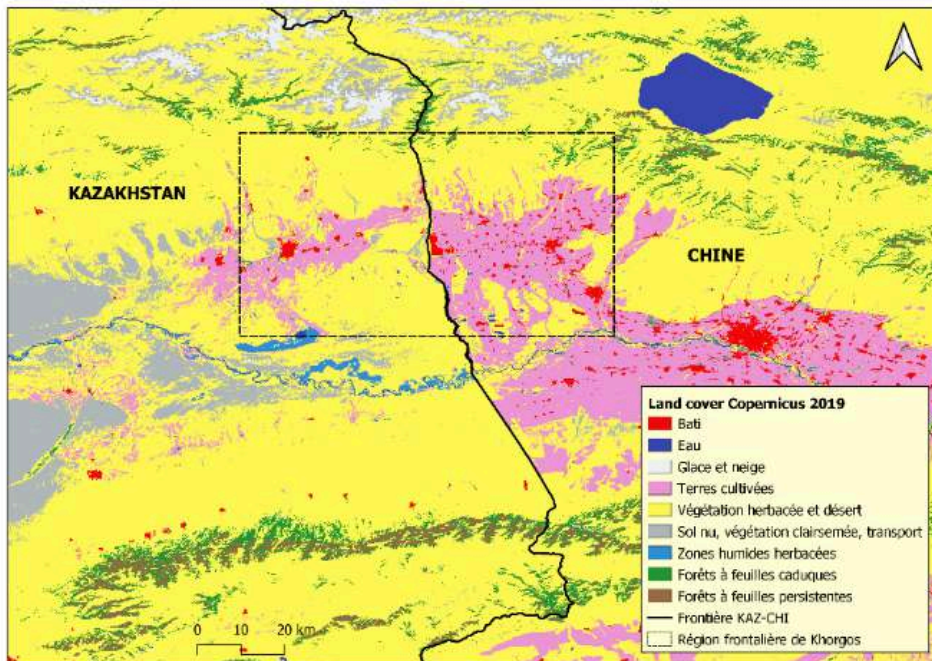 KAZAKHSTAN
CHINE
Land cover Copernicus 2019
Bati
Eau
Glace et neige
Terres cultivées
Végétation herbacée et désert
Sol nu, végétation clairsemée, transport
Zones humides herbacées
Forêts à feuilles caduques
Forêts à feuilles persistentes
Frontière KAZ-CHI
Région frontalière de Khorgos
0 10 20 km